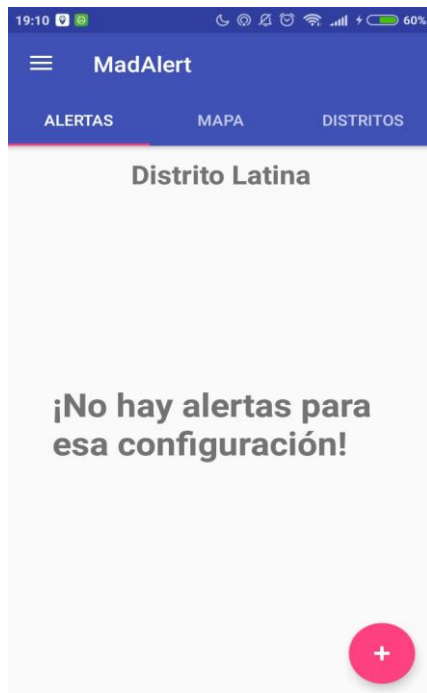 19:10 60%
MadAlert
ALERTAS MAPA DISTRITOS
Distrito Latina
¡No hay alertas para
esa configuración!
+